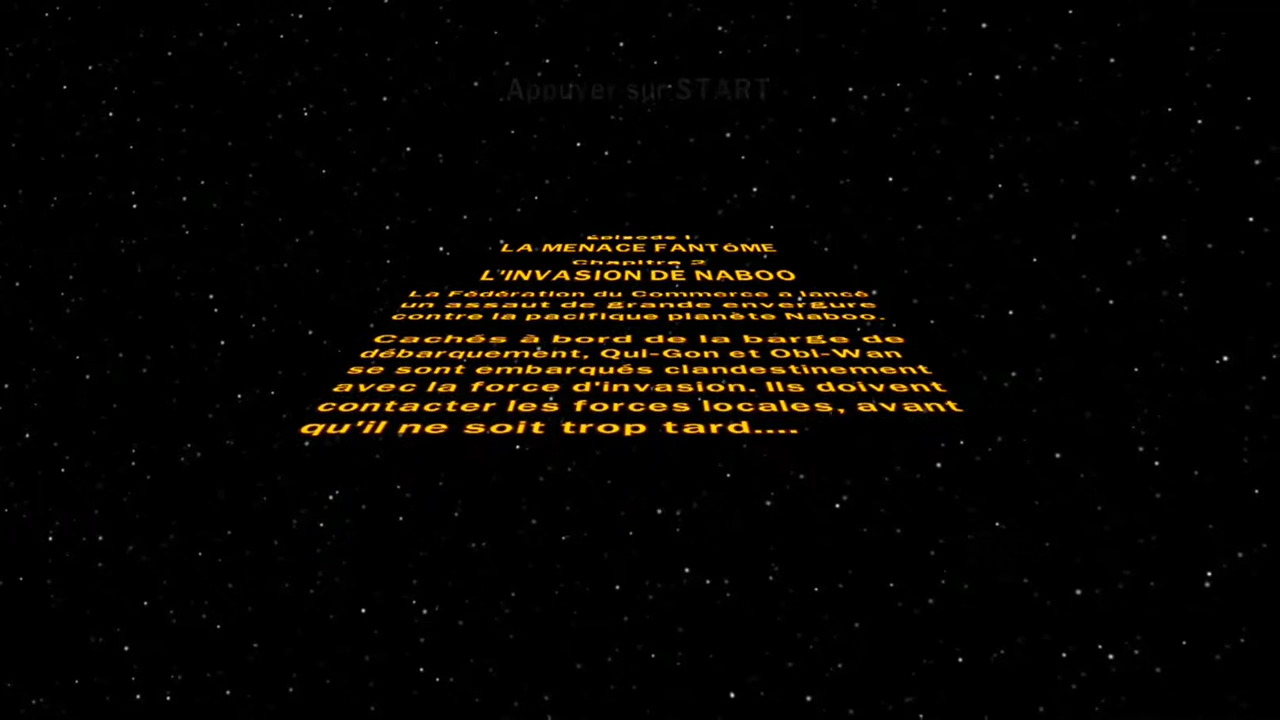 Appuyer sur START
Épisode I
LA MENACE FANTÔME
Chapitre 2
L'INVASION DE NABOO
La Fédération du Commerce a lancé
un assaut de grande envergure
contre la pacifique planète Naboo.
Cachés à bord de la barge de
débarquement, Qui-Gon et Obi-Wan
se sont embarqués clandestinement
avec la force d'invasion. Ils doivent
contacter les forces locales, avant
qu'il ne soit trop tard....